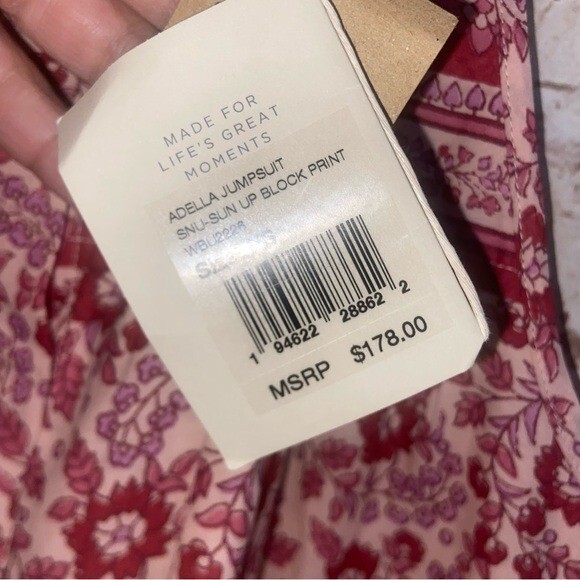 MADE FOR
LIFE'S GREAT
MOMENTS
ADELLA JUMPSUIT
SNU-SUN UP BLOCK PRINT
1 94622 28862 2
MSRP $178.00